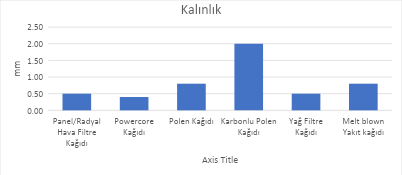 Kalınlık
2.50
2.00
1.50
1.00
0.50
0.00
mm
Panel/Radyal
Hava Filtre
Kağıdı
Powercore
Kağıdı
Polen Kağıdı
Karbonlu Polen
Kağıdı
Yağ Filtre
Kağıdı
Melt blown
Yakıt kağıdı
Axis Title